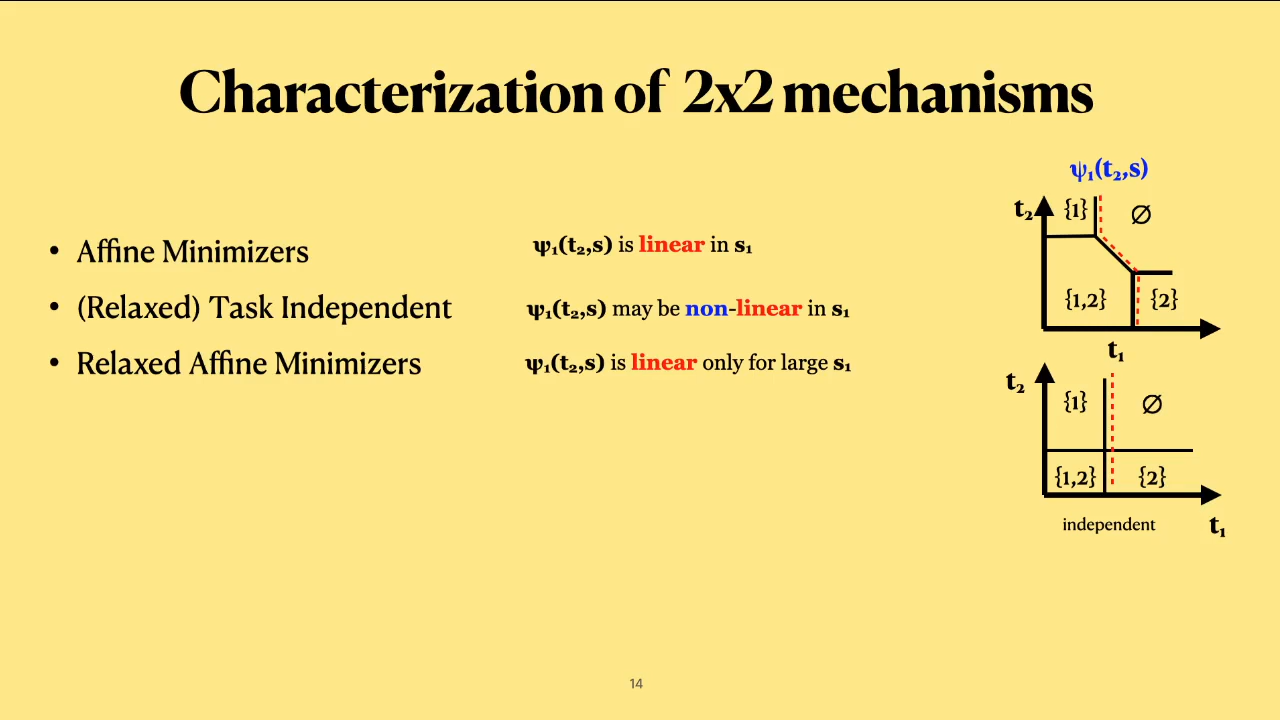 Characterization of 2x2 mechanisms
• Affine Minimizers
ψ₁(t₂,s) is linear in s₁
• (Relaxed) Task Independent
ψ₁(t₂,s) may be non-linear in s₁
• Relaxed Affine Minimizers
ψ₁(t₂,s) is linear only for large s₁
ψ₁(t₂,s)
t₂ {1} ∅
{1,2} {2}
t₁
t₂ {1} ∅
{1,2} {2}
independent t₁
14